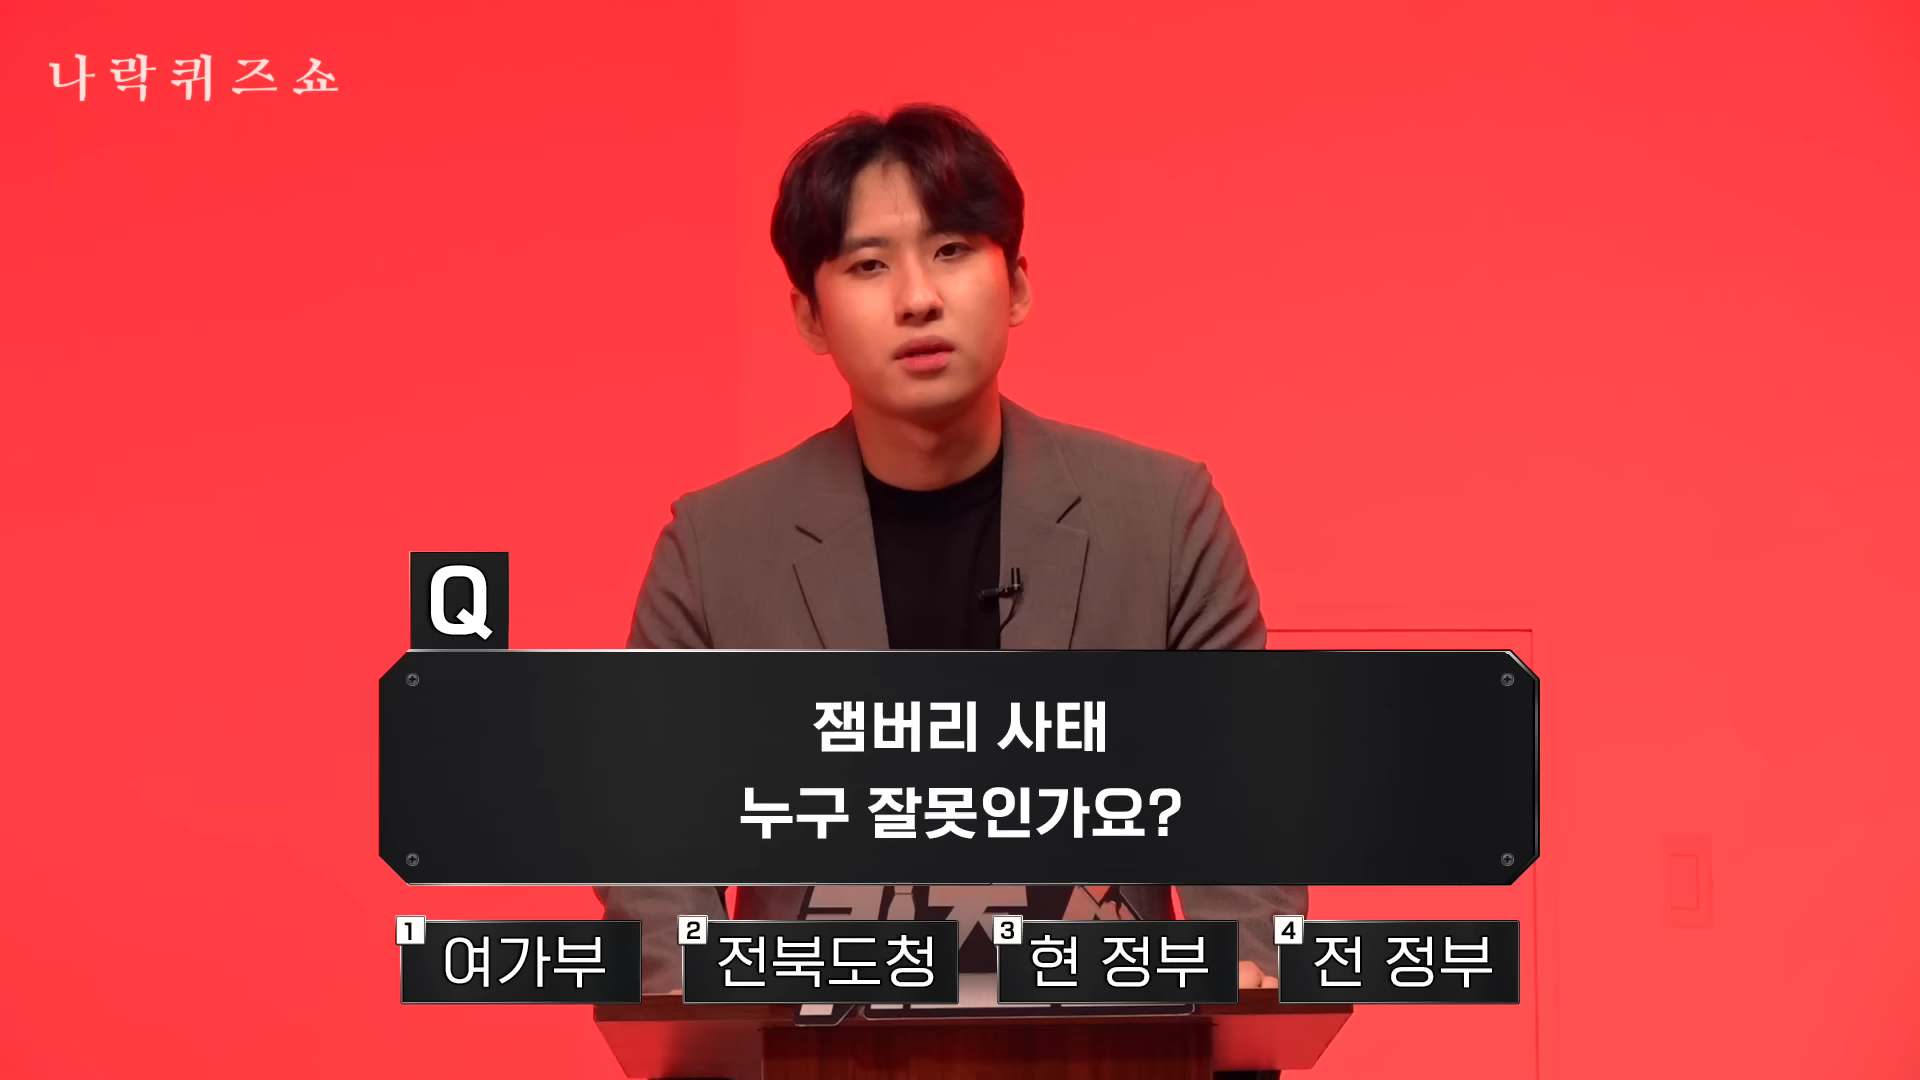 나락퀴즈쇼
Q
잼버리 사태
누구 잘못인가요?
1 여가부
2 전북도청
3 현 정부
4 전 정부